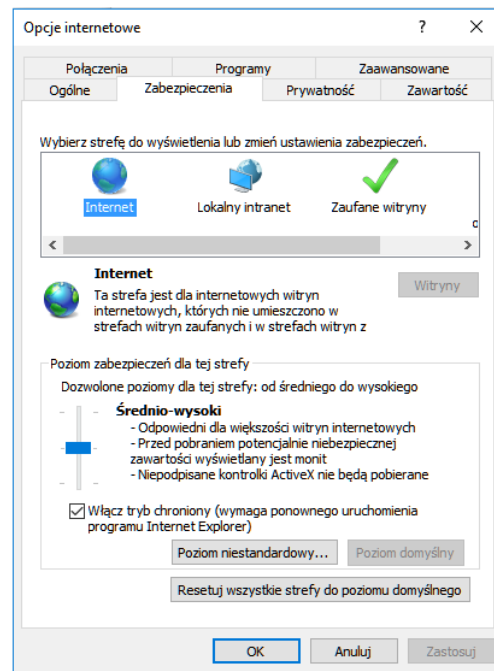 Opcje internetowe
? ×
Połączenia Programy Zaawansowane
Ogólne Zabezpieczenia Prywatność Zawartość
Wybierz strefę do wyświetlenia lub zmień ustawienia zabezpieczeń.
Internet Lokalny intranet Zaufane witryny
Internet
Ta strefa jest dla internetowych witryn
internetowych, których nie umieszczono w
strefach witryn zaufanych i w strefach witryn z
Witryny
Poziom zabezpieczeń dla tej strefy
Dozwolone poziomy dla tej strefy: od średniego do wysokiego
Średnio-wysoki
- Odpowiedni dla większości witryn internetowych
- Przed pobraniem potencjalnie niebezpiecznej
zawartości wyświetlany jest monit
- Niepodpisane kontrolki ActiveX nie będą pobierane
Włącz tryb chroniony (wymaga ponownego uruchomienia
programu Internet Explorer)
Poziom niestandardowy... Poziom domyślny
Resetuj wszystkie strefy do poziomu domyślnego
OK Anuluj Zastosuj